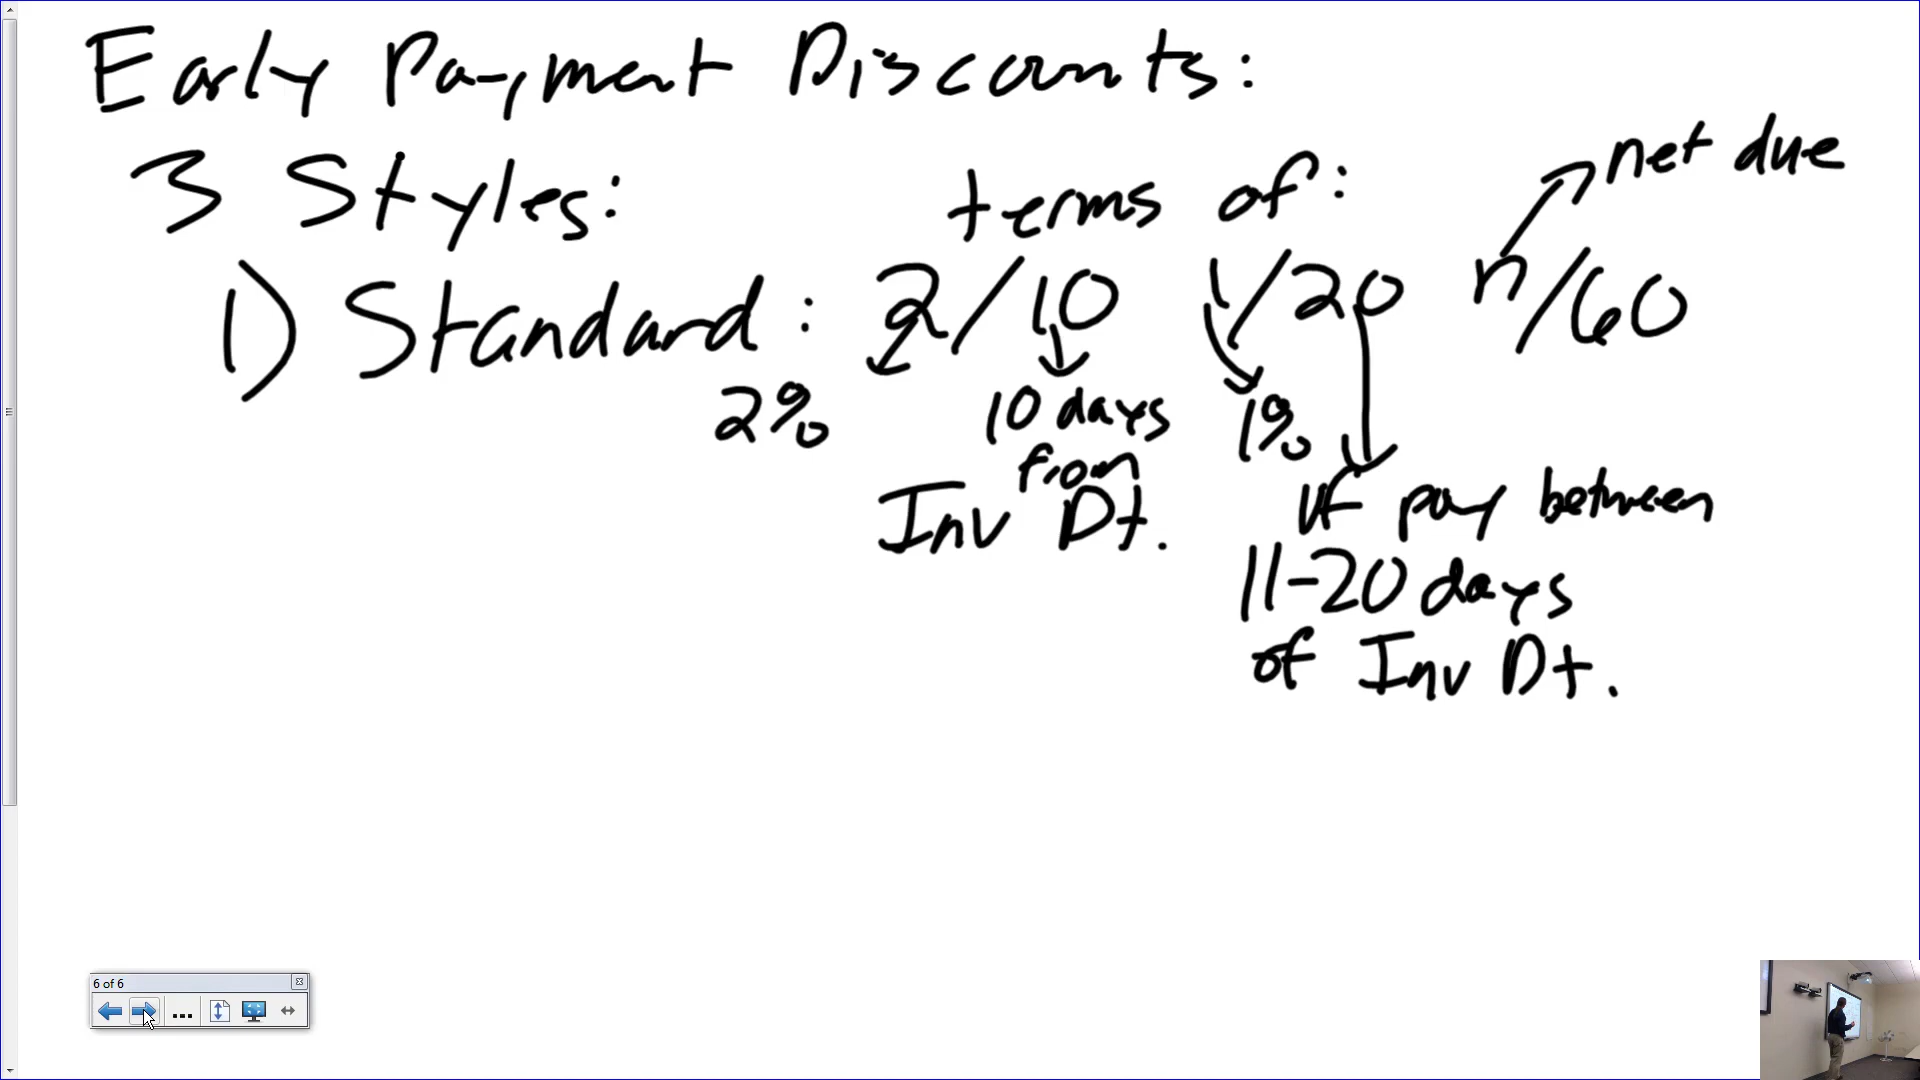 Early Payment Discounts:
3 Styles:
terms of:
net due
1) Standard: 2/10 1/20 n/60
2%
10 days
from
Inv Dt.
1%
if pay between
11-20 days
of Inv Dt.
6 of 6
...